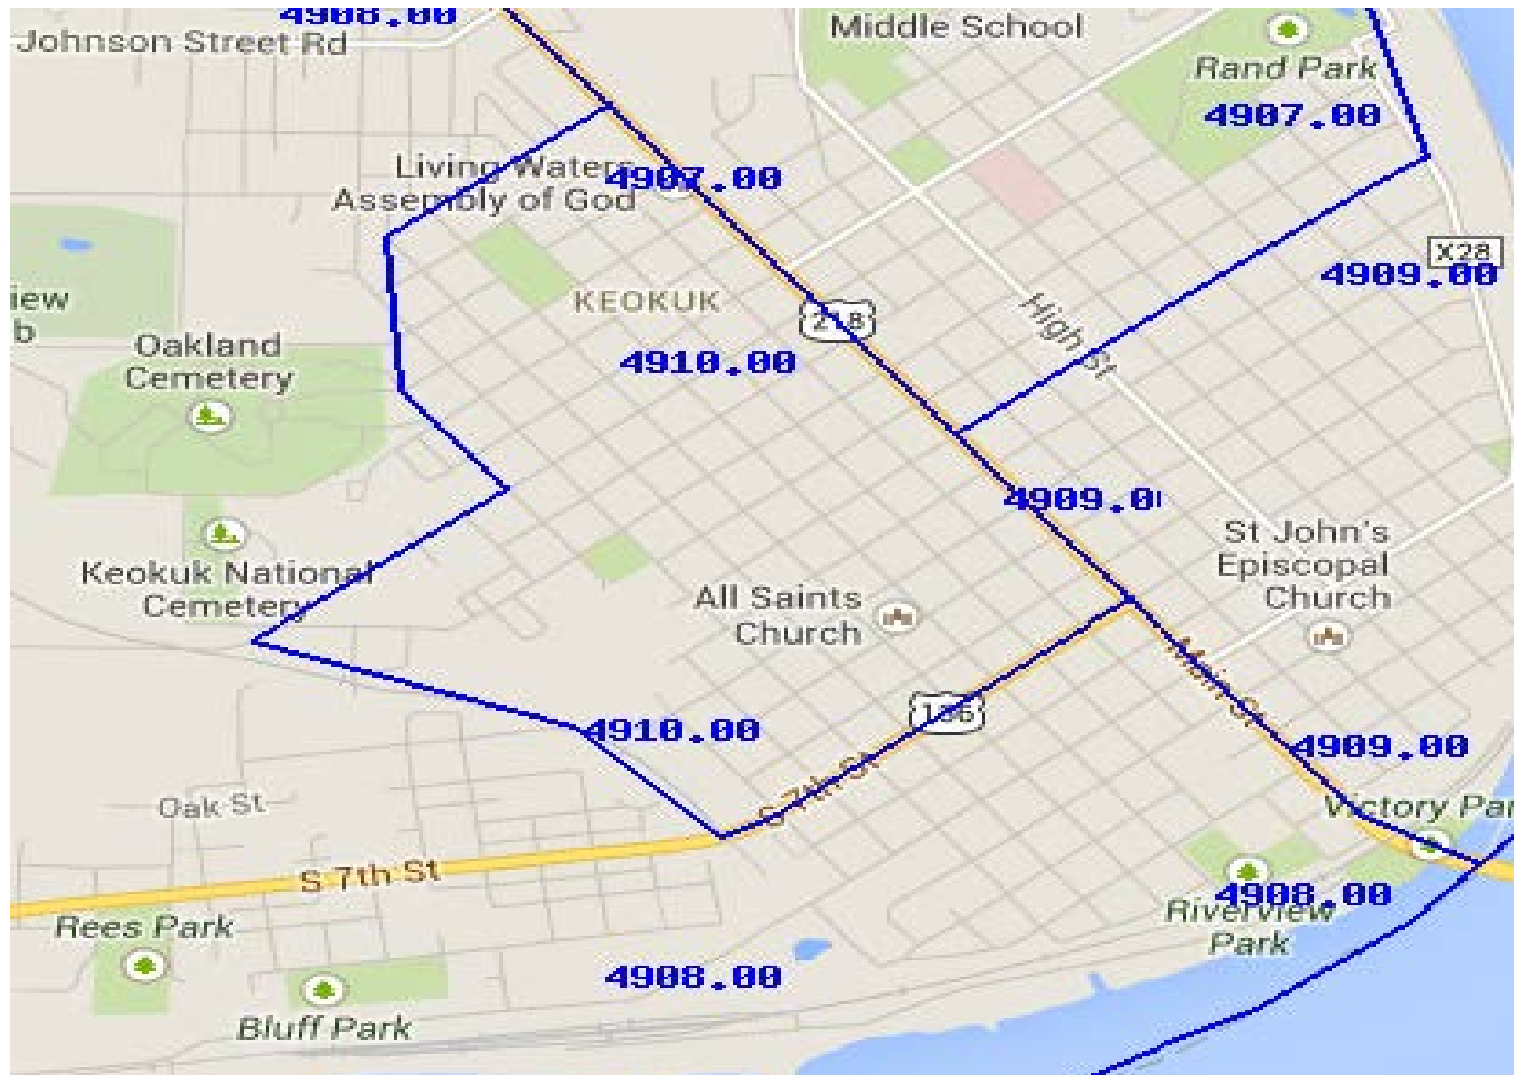 4908.00
Johnson Street Rd
Middle School
Rand Park
4907.00
Living Waters
Assembly of God
4907.00
X28
4909.00
iew
b
KEOKUK
218
High St
Oakland
Cemetery
4910.00
4909.0
St John's
Episcopal
Church
Keokuk National
Cemetery
All Saints
Church
Main St
136
4910.00
4909.00
S 7th St
Oak St
Victory Par
S 7th St
4908.00
Riverview
Park
Rees Park
4908.00
Bluff Park